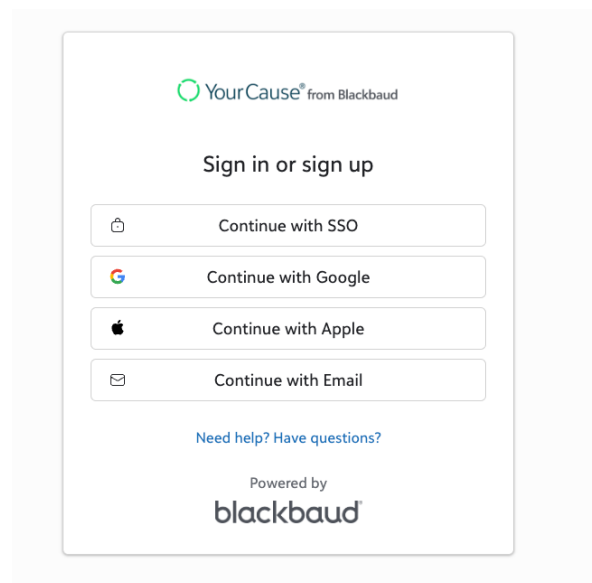 YourCause® from Blackbaud
Sign in or sign up
Continue with SSO
Continue with Google
Continue with Apple
Continue with Email
Need help? Have questions?
Powered by
blackbaud®